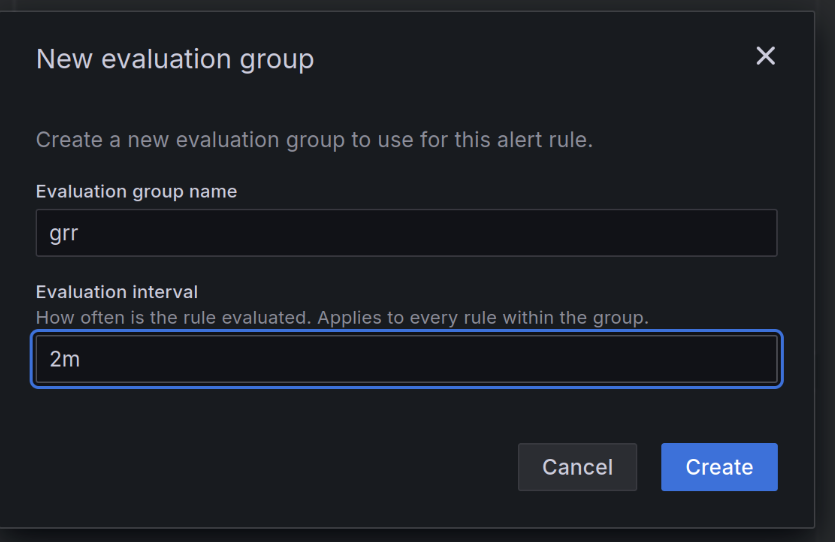 New evaluation group
Create a new evaluation group to use for this alert rule.
Evaluation group name
grr
Evaluation interval
How often is the rule evaluated. Applies to every rule within the group.
2m
Cancel
Create